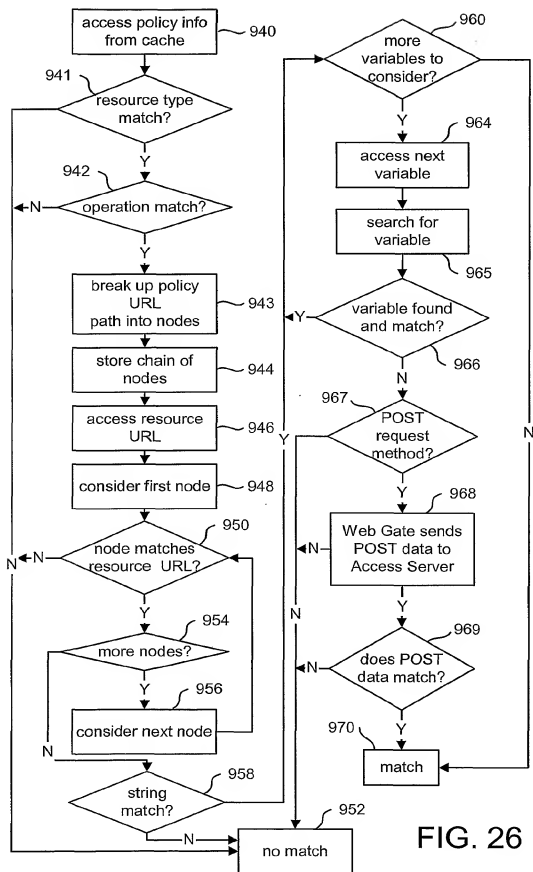 access policy info
from cache
940
941
resource type
match?
Y
942
operation match?
N
Y
break up policy
URL
path into nodes
943
store chain of
nodes
944
access resource
URL
946
consider first node
948
950
node matches
resource URL?
N
N
Y
954
more nodes?
Y
956
consider next node
N
958
string
match?
Y
N
952
no match
960
more
variables to
consider?
Y
964
access next
variable
search for
variable
965
variable found
and match?
Y
966
N
967
POST
request
method?
Y
968
Web Gate sends
POST data to
Access Server
N
N
Y
969
does POST
data match?
N
Y
970
match
N
FIG. 26